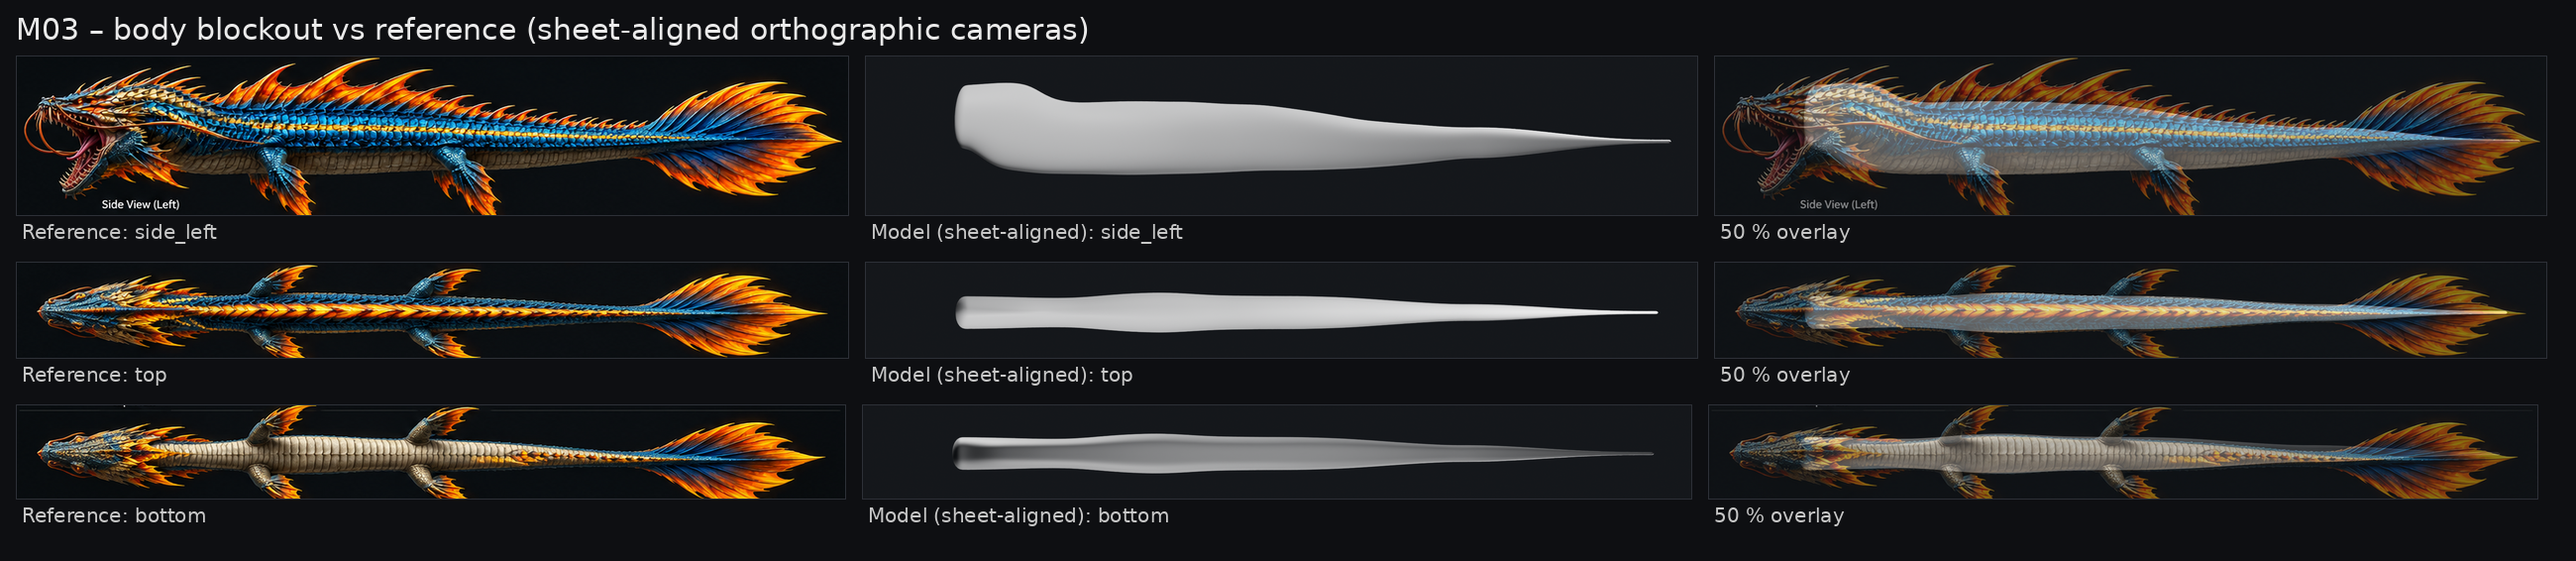 M03 – body blockout vs reference (sheet-aligned orthographic cameras)
Side View (Left)
Side View (Left)
Reference: side_left
Model (sheet-aligned): side_left
50 % overlay
Reference: top
Model (sheet-aligned): top
50 % overlay
Reference: bottom
Model (sheet-aligned): bottom
50 % overlay